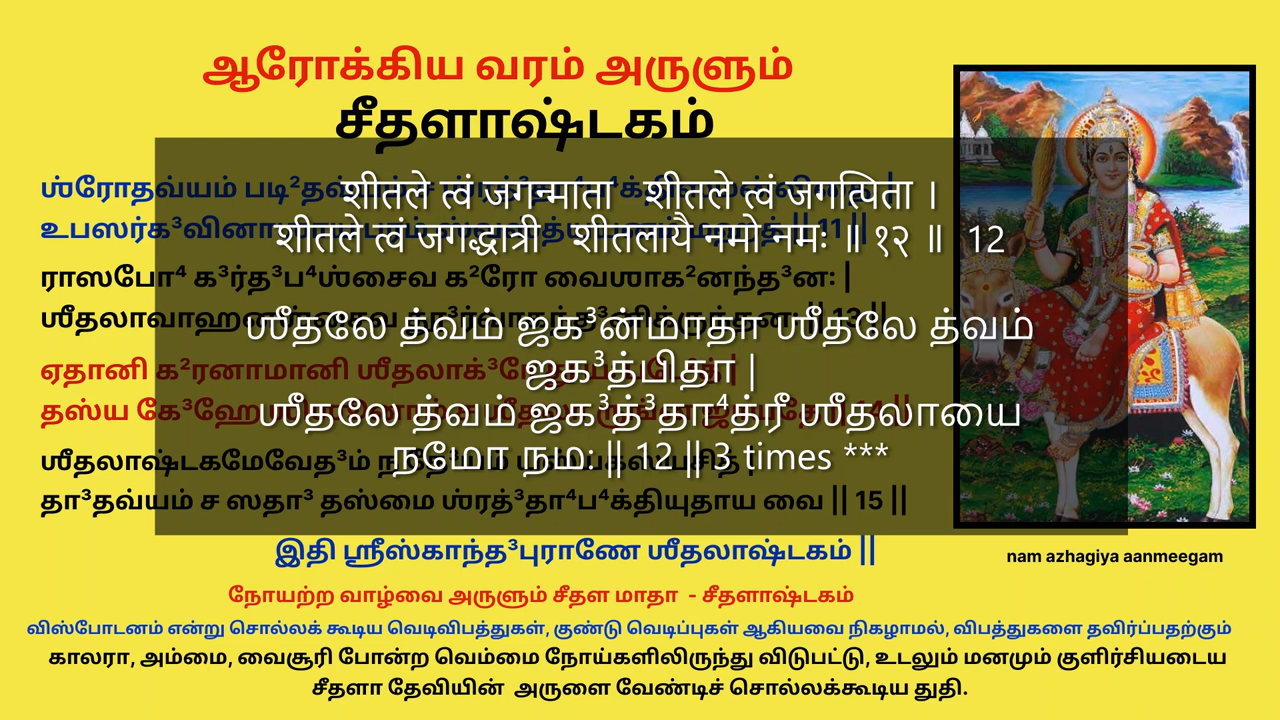 ஆரோக்கிய வரம் அருளும்
சீதளாஷ்டகம்
ஶ்ரோதவ்யம் படி²
உபஸர்க³வினா || 11 ||
ராஸபோ⁴ க³ர்த³ப⁴ஶ்சைவ க²ரோ வைஶாக²னந்த³ன: |
ஶீதலாவாஹ
ஏதானி க²ரனாமானி ஶீதலாக்³
தஸ்ய கே³ஹே
ஶீதலாஷ்டகமேவேத³ம்
தா³தவ்யம் ச ஸதா³ தஸ்மை ஶ்ரத்³தா⁴ப⁴க்தியுதாய வை || 15 ||
शीतले त्वं जगन्माता शीतले त्वं जगत्पिता ।
शीतले त्वं जगद्धात्री शीतलायै नमो नमः ॥ १२ ॥ 12
ஶீதலே த்வம் ஜக³ன்மாதா ஶீதலே த்வம்
ஜக³த்பிதா |
ஶீதலே த்வம் ஜக³த்³தா⁴த்ரீ ஶீதலாயை
நமோ நம: || 12 || 3 times ***
இதி ஶ்ரீஸ்காந்த³புராணே ஶீதலாஷ்டகம் ||
nam azhagiya aanmeegam
நோயற்ற வாழ்வை அருளும் சீதள மாதா - சீதளாஷ்டகம்
விஸ்போடனம் என்று சொல்லக் கூடிய வெடிவிபத்துகள், குண்டு வெடிப்புகள் ஆகியவை நிகழாமல், விபத்துகளை தவிர்ப்பதற்கும்
காலரா, அம்மை, வைசூரி போன்ற வெம்மை நோய்களிலிருந்து விடுபட்டு, உடலும் மனமும் குளிர்சியடைய
சீதளா தேவியின் அருளை வேண்டிச் சொல்லக்கூடிய துதி.